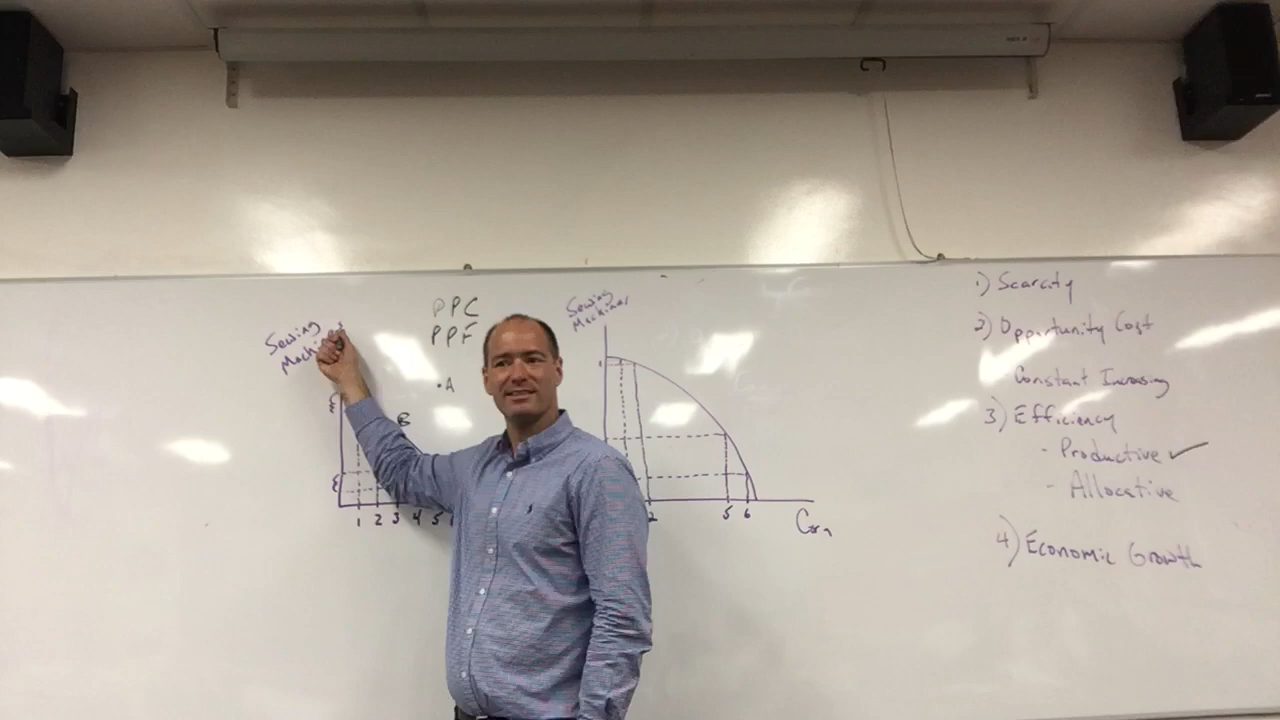 Sewing
PPC
PPF
A
B
1 2 3 4 5
Sewing
Machines
2 5 6
Corn
1) Scarcity
2) Opportunity Cost
Constant Increasing
3) Efficiency
- Productive ✓
- Allocative
4) Economic Growth